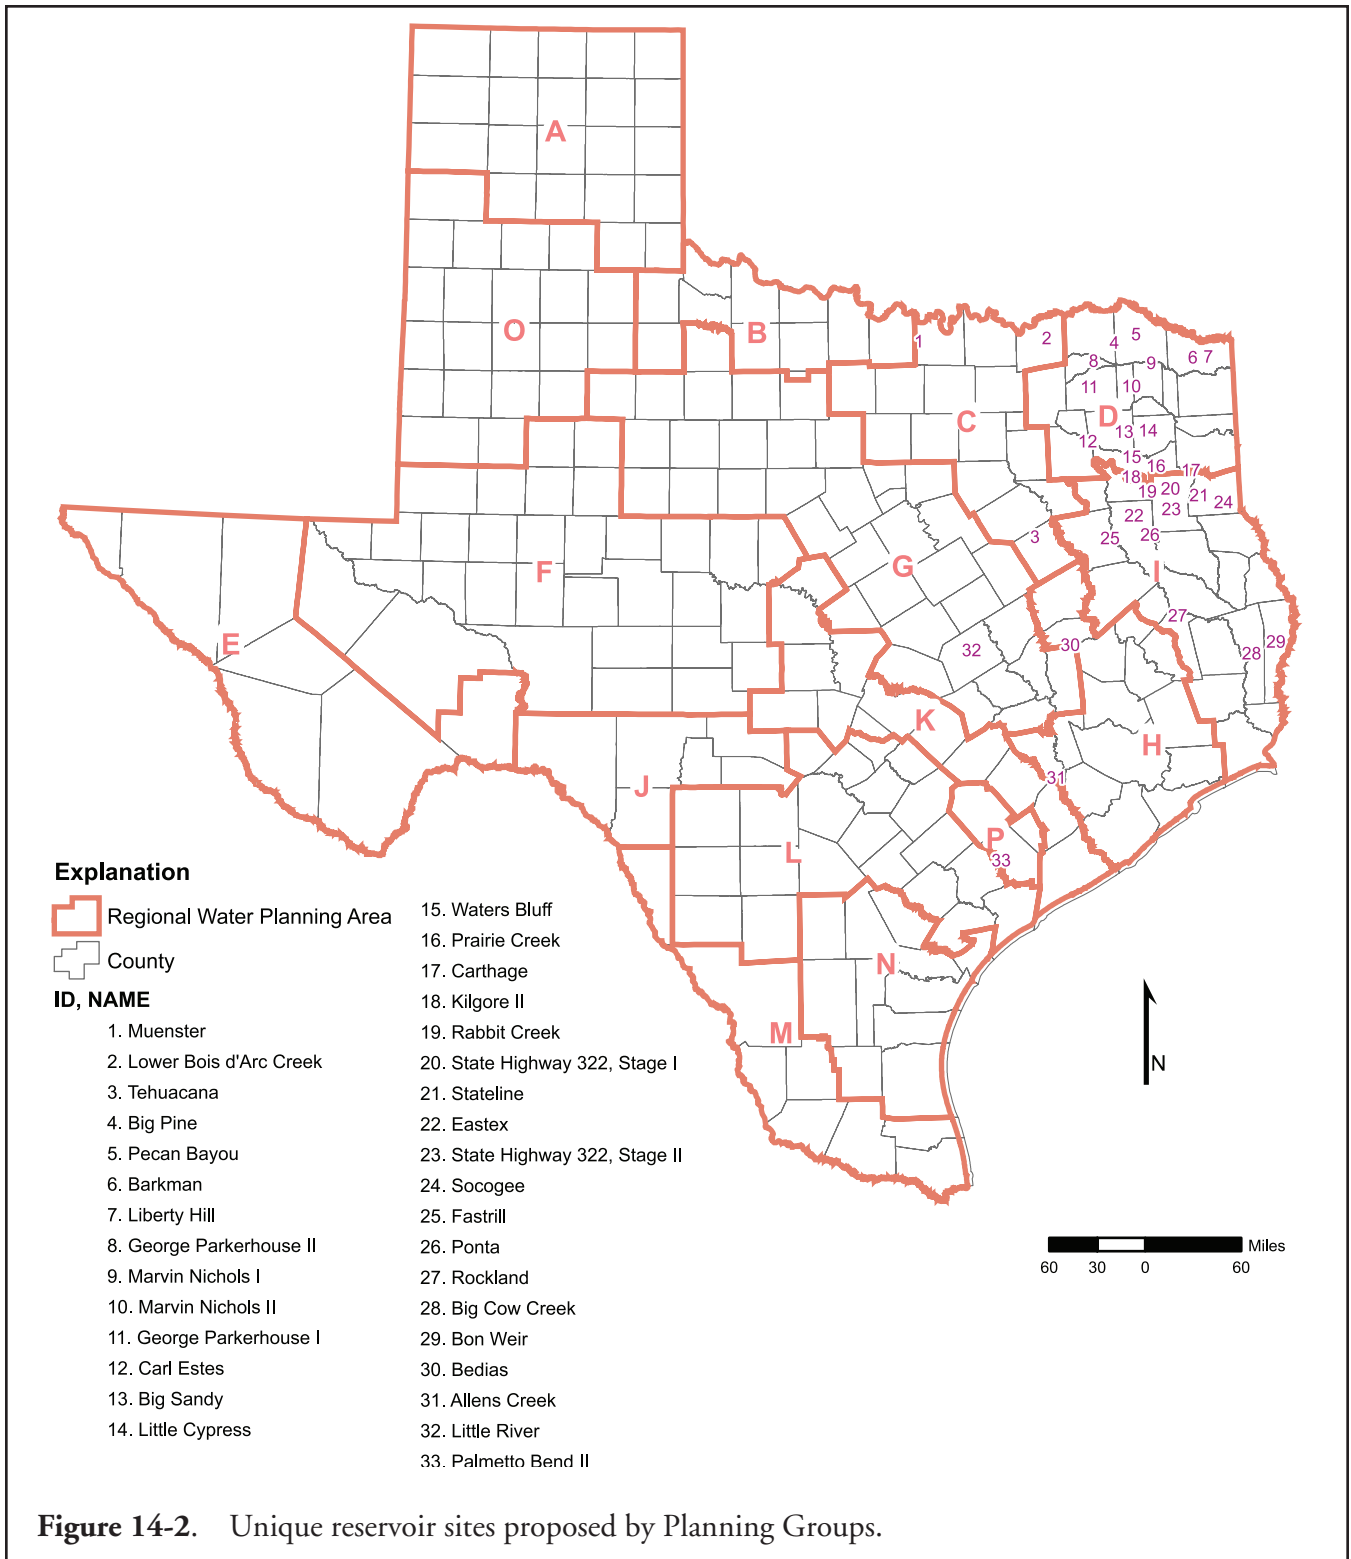 A
O
B
1
2
4
5
8
9
6 7
11
10
C
D
13
14
12
15
16
17
18
19
20
21
24
22
23
3
25
26
F
G
I
E
27
30
32
28
29
K
H
J
31
P
L
33
N
M
Explanation
Regional Water Planning Area
County
ID, NAME
1. Muenster
2. Lower Bois d'Arc Creek
3. Tehuacana
4. Big Pine
5. Pecan Bayou
6. Barkman
7. Liberty Hill
8. George Parkerhouse II
9. Marvin Nichols I
10. Marvin Nichols II
11. George Parkerhouse I
12. Carl Estes
13. Big Sandy
14. Little Cypress
15. Waters Bluff
16. Prairie Creek
17. Carthage
18. Kilgore II
19. Rabbit Creek
20. State Highway 322, Stage I
21. Stateline
22. Eastex
23. State Highway 322, Stage II
24. Socogee
25. Fastrill
26. Ponta
27. Rockland
28. Big Cow Creek
29. Bon Weir
30. Bedias
31. Allens Creek
32. Little River
33. Palmetto Bend II
N
Miles
60 30 0 60
Figure 14-2. Unique reservoir sites proposed by Planning Groups.